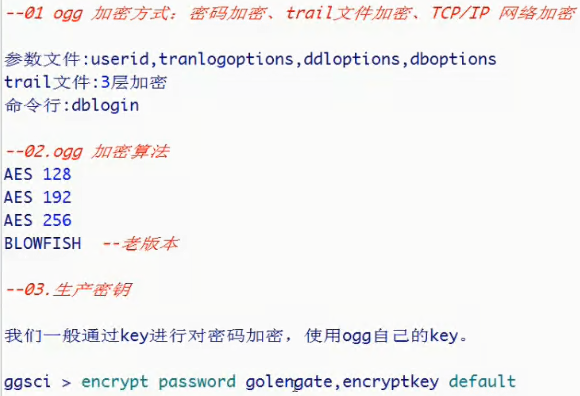 --01 ogg 加密方式：密码加密、trail文件加密、TCP/IP 网络加密
参数文件:userid,tranlogoptions,ddloptions,dboptions
trail文件:3层加密
命令行:dblogin
--02.ogg 加密算法
AES 128
AES 192
AES 256
BLOWFISH --老版本
--03.生产密钥
我们一般通过key进行对密码加密，使用ogg自己的key。
ggsci > encrypt password golengate,encryptkey default